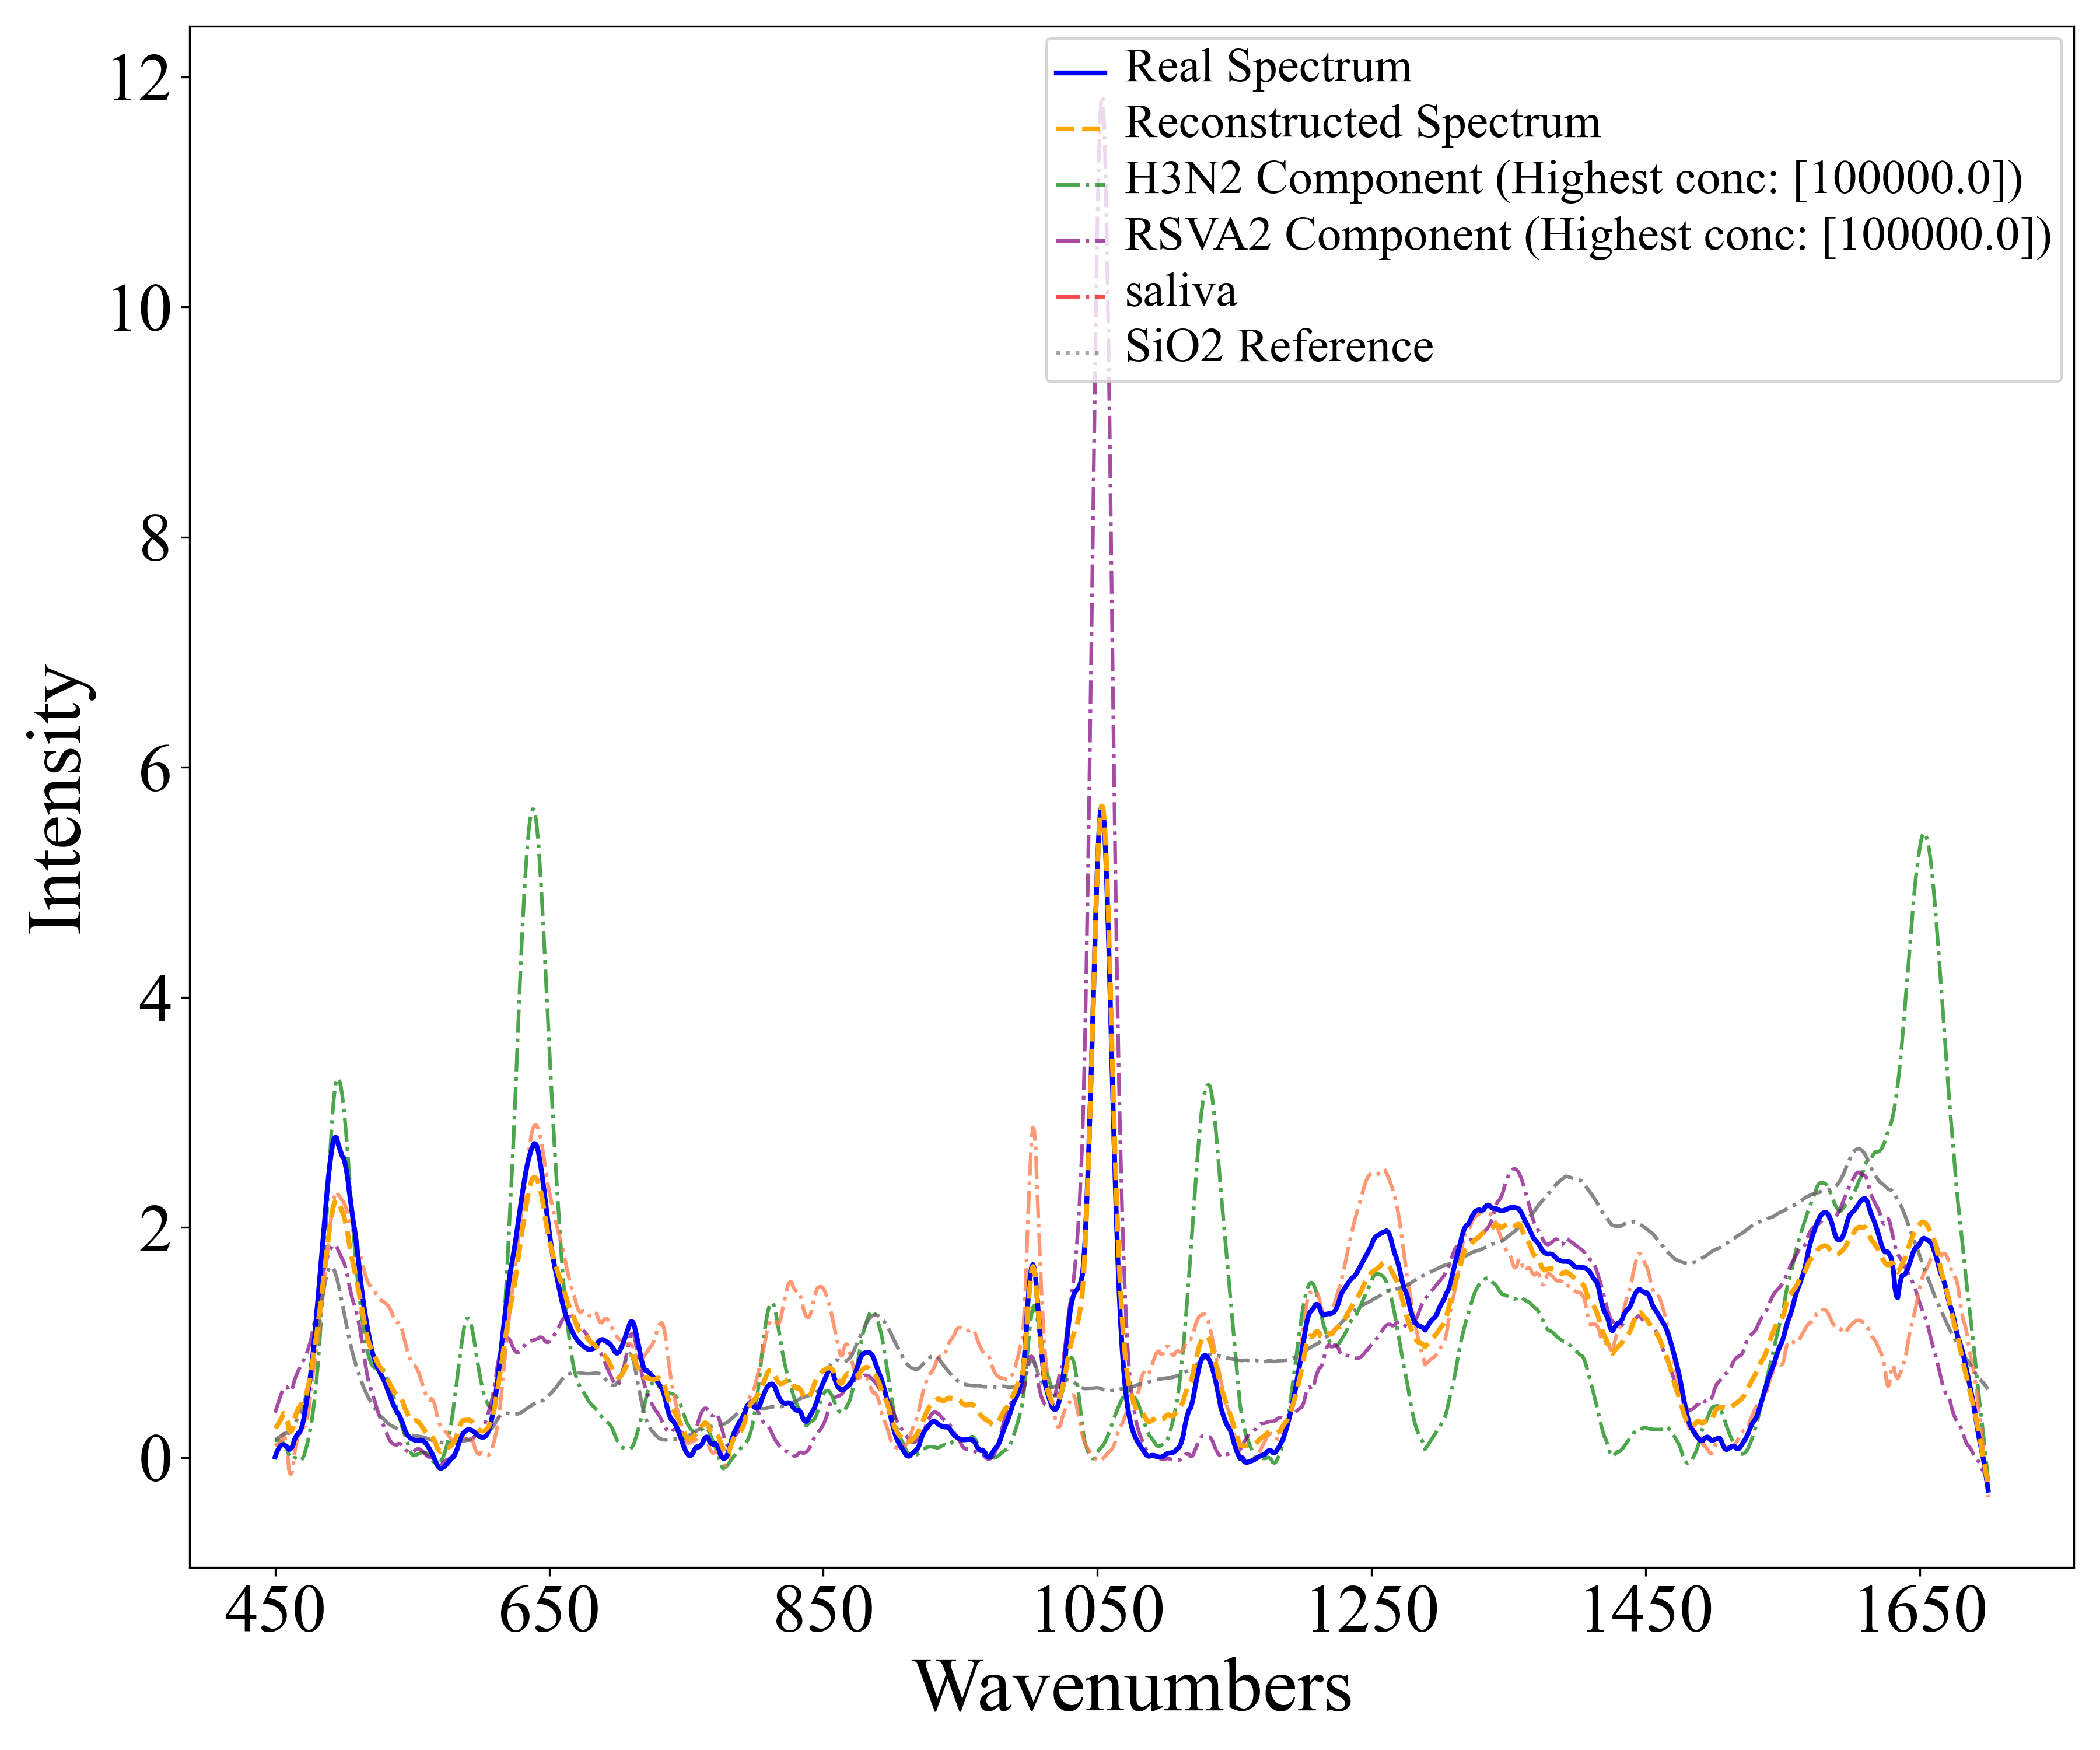 12
10
8
6
4
2
0
Intensity
Real Spectrum
Reconstructed Spectrum
H3N2 Component (Highest conc: [100000.0])
RSVA2 Component (Highest conc: [100000.0])
saliva
SiO2 Reference
450 650 850 1050 1250 1450 1650
Wavenumbers